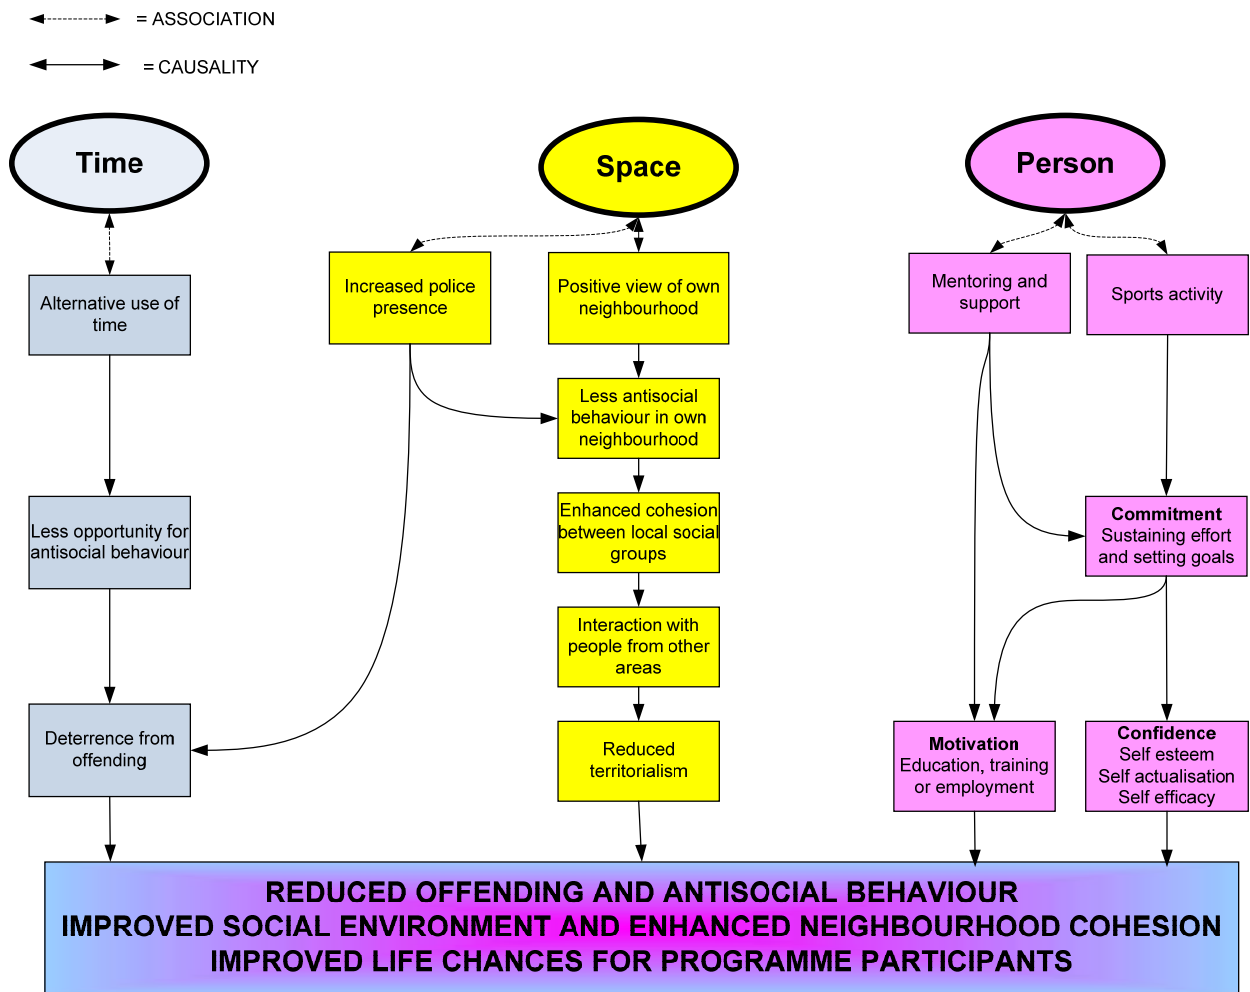 = ASSOCIATION
= CAUSALITY
Time
Space
Person
Alternative use of
time
Increased police
presence
Positive view of own
neighbourhood
Mentoring and
support
Sports activity
Less antisocial
behaviour in own
neighbourhood
Less opportunity for
antisocial behaviour
Enhanced cohesion
between local social
groups
Commitment
Sustaining effort
and setting goals
Interaction with
people from other
areas
Deterrence from
offending
Reduced
territorialism
Motivation
Education, training
or employment
Confidence
Self esteem
Self actualisation
Self efficacy
REDUCED OFFENDING AND ANTISOCIAL BEHAVIOUR
IMPROVED SOCIAL ENVIRONMENT AND ENHANCED NEIGHBOURHOOD COHESION
IMPROVED LIFE CHANCES FOR PROGRAMME PARTICIPANTS